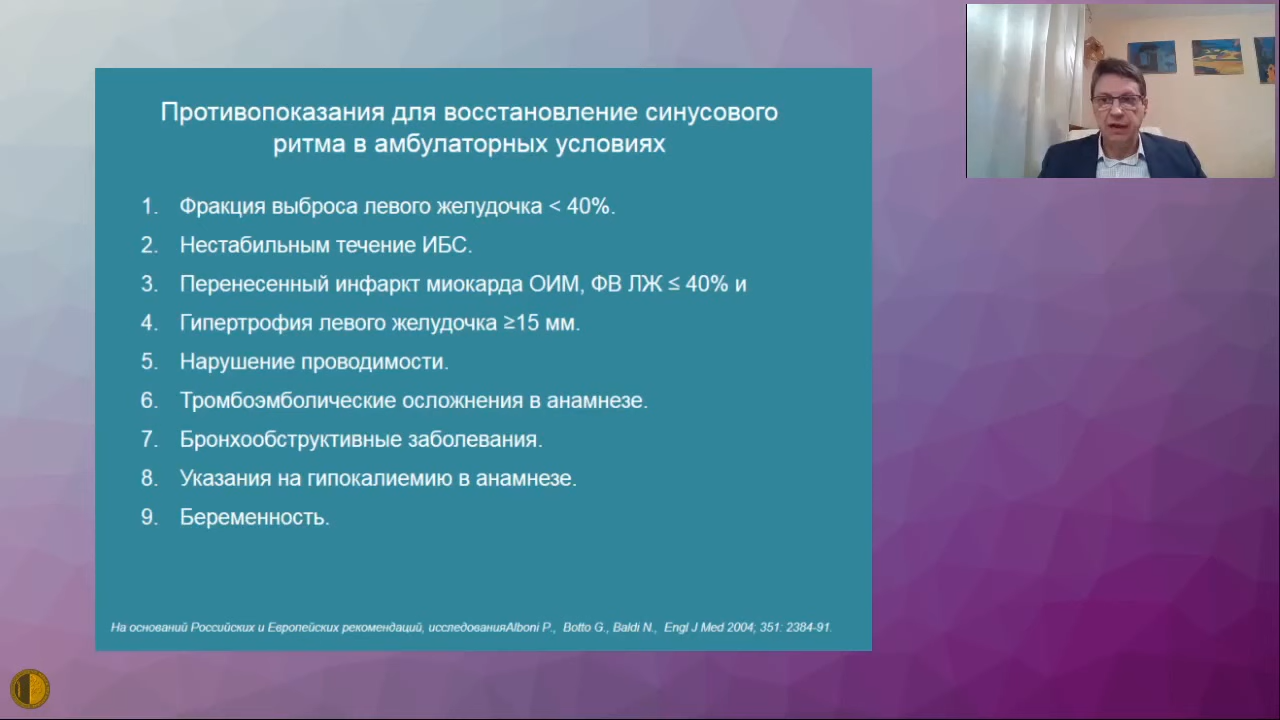 Противопоказания для восстановление синусового
ритма в амбулаторных условиях
1. Фракция выброса левого желудочка < 40%.
2. Нестабильным течение ИБС.
3. Перенесенный инфаркт миокарда ОИМ, ФВ ЛЖ ≤ 40% и
4. Гипертрофия левого желудочка ≥15 мм.
5. Нарушение проводимости.
6. Тромбоэмболические осложнения в анамнезе.
7. Бронхообструктивные заболевания.
8. Указания на гипокалиемию в анамнезе.
9. Беременность.
На оснований Российских и Европейских рекомендаций, исследованияAlboni P., Botto G., Baldi N., Engl J Med 2004; 351: 2384-91.